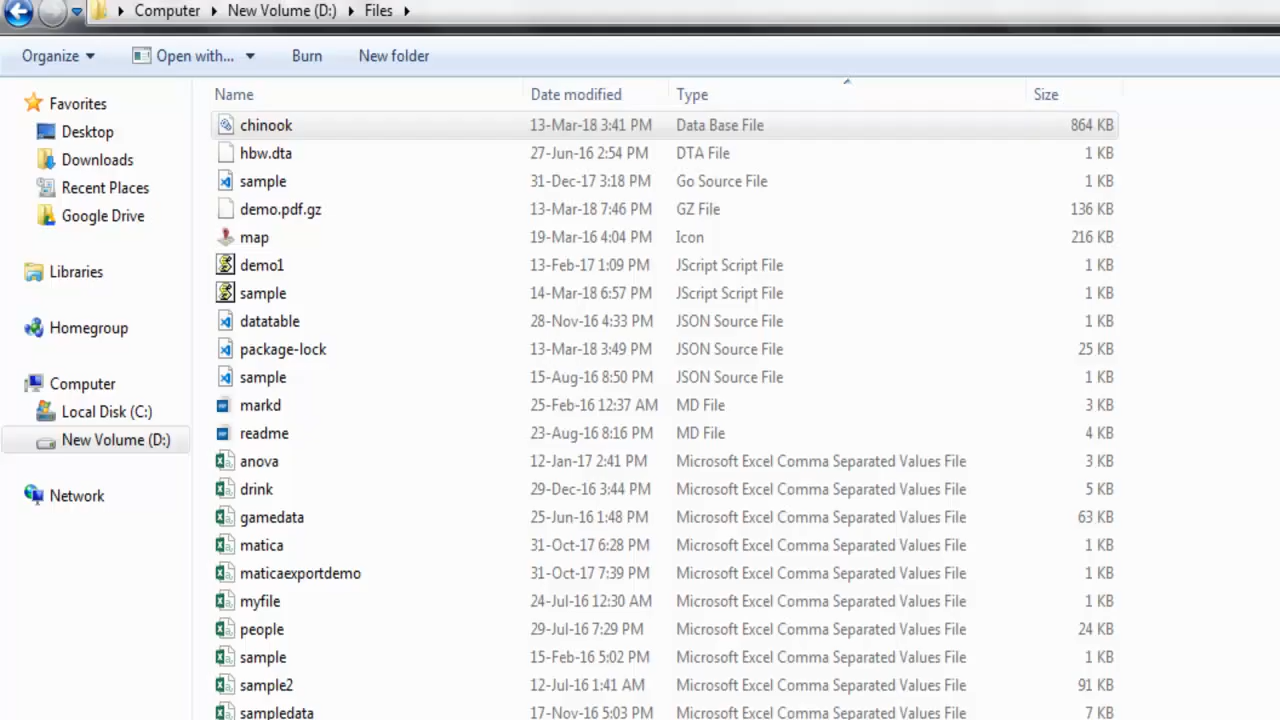 Computer New Volume (D:) Files
Organize Open with... Burn New folder
Favorites
Desktop
Downloads
Recent Places
Google Drive
Libraries
Homegroup
Computer
Local Disk (C:)
New Volume (D:)
Network
Name Date modified Type Size
chinook 13-Mar-18 3:41 PM Data Base File 864 KB
hbw.dta 27-Jun-16 2:54 PM DTA File 1 KB
sample 31-Dec-17 3:18 PM Go Source File 1 KB
demo.pdf.gz 13-Mar-18 7:46 PM GZ File 136 KB
map 19-Mar-16 4:04 PM Icon 216 KB
demo1 13-Feb-17 1:09 PM JScript Script File 1 KB
sample 14-Mar-18 6:57 PM JScript Script File 1 KB
datatable 28-Nov-16 4:33 PM JSON Source File 1 KB
package-lock 13-Mar-18 3:49 PM JSON Source File 25 KB
sample 15-Aug-16 8:50 PM JSON Source File 1 KB
markd 25-Feb-16 12:37 AM MD File 3 KB
readme 23-Aug-16 8:16 PM MD File 4 KB
anova 12-Jan-17 2:41 PM Microsoft Excel Comma Separated Values File 3 KB
drink 29-Dec-16 3:44 PM Microsoft Excel Comma Separated Values File 5 KB
gamedata 25-Jun-16 1:48 PM Microsoft Excel Comma Separated Values File 63 KB
matica 31-Oct-17 6:28 PM Microsoft Excel Comma Separated Values File 1 KB
maticaexportdemo 31-Oct-17 7:39 PM Microsoft Excel Comma Separated Values File 1 KB
myfile 24-Jul-16 12:30 AM Microsoft Excel Comma Separated Values File 1 KB
people 29-Jul-16 7:29 PM Microsoft Excel Comma Separated Values File 24 KB
sample 15-Feb-16 5:02 PM Microsoft Excel Comma Separated Values File 1 KB
sample2 12-Jul-16 1:41 AM Microsoft Excel Comma Separated Values File 91 KB
sampledata 17-Nov-16 5:03 PM Microsoft Excel Comma Separated Values File 7 KB